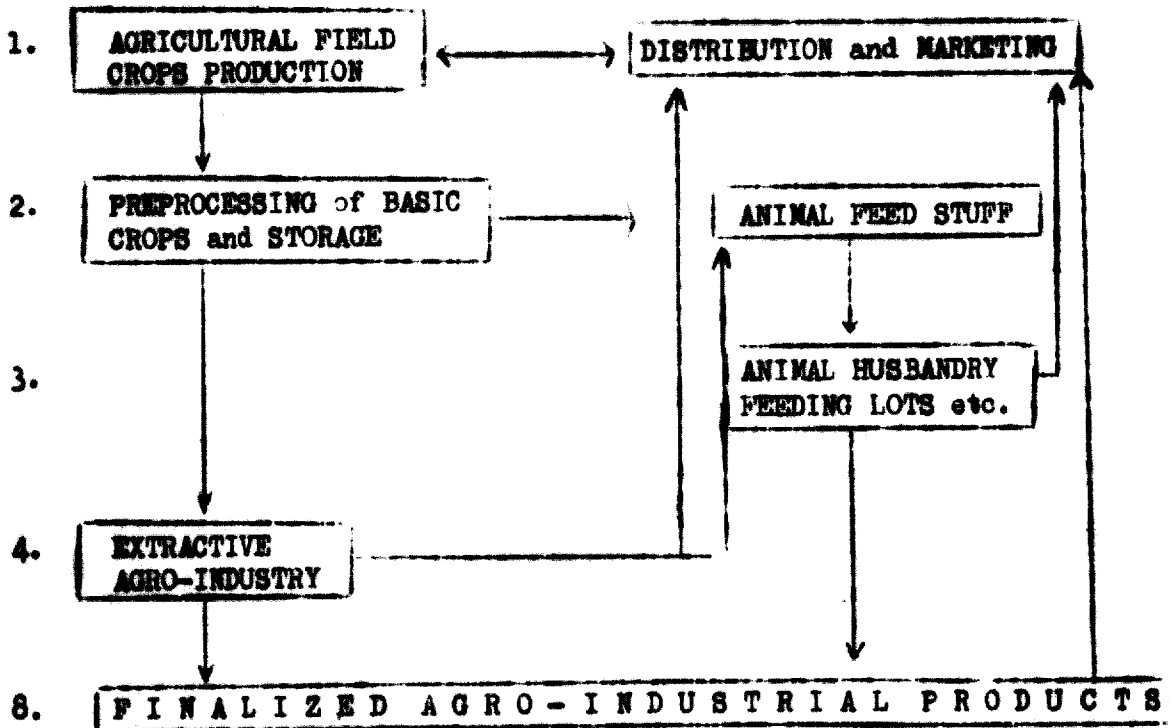 1.
AGRICULTURAL FIELD
CROPS PRODUCTION
DISTRIBUTION and MARKETING
2.
PREPROCESSING of BASIC
CROPS and STORAGE
ANIMAL FEED STUFF
3.
ANIMAL HUSBANDRY
FEEDING LOTS etc.
4.
EXTRACTIVE
AGRO-INDUSTRY
8.
FINALIZED AGRO-INDUSTRIAL PRODUCTS